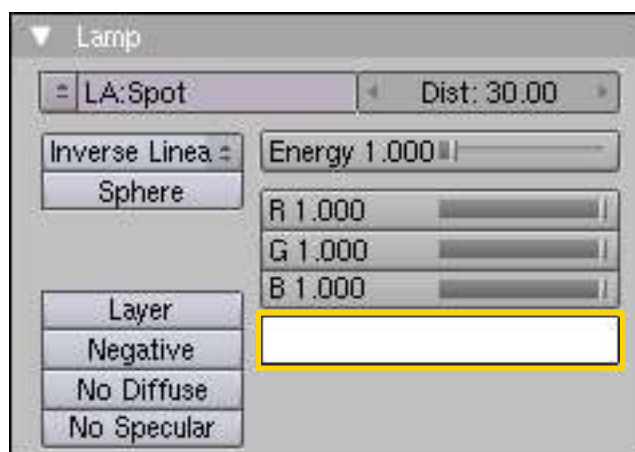 Lamp
LA:Spot
Dist: 30.00
Inverse Linea
Energy 1.000
Sphere
R 1.000
G 1.000
B 1.000
Layer
Negative
No Diffuse
No Specular